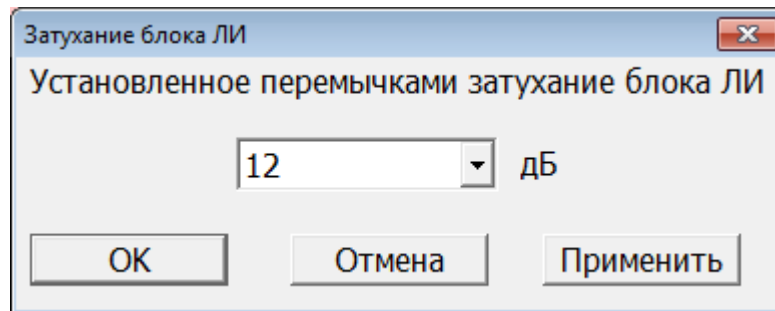 Затухание блока ЛИ
Установленное перемычками затухание блока ЛИ
12 дБ
OK Отмена Применить